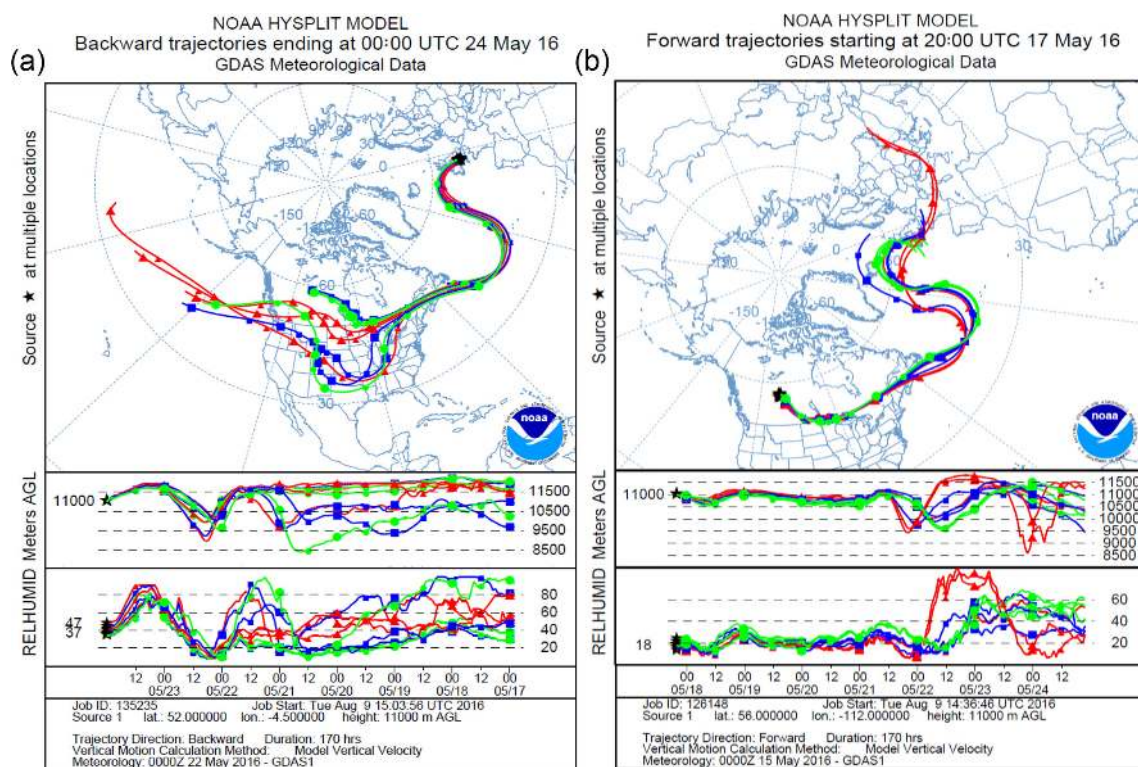 NOAA HYSPLIT MODEL
Backward trajectories ending at 00:00 UTC 24 May 16
GDAS Meteorological Data
(a)
Source ★ at multiple locations
noaa
Meters AGL
11000
11500
10500
9500
8500
RELHUMID
47
37
80
60
40
20
12 00 12 00 12 00 12 00 12 00 12 00 12 00
05/23 05/22 05/21 05/20 05/19 05/18 05/17
Job ID: 135235 Job Start: Tue Aug 9 15:03:56 UTC 2016
Source 1 lat.: 52.000000 lon.: -4.500000 height: 11000 m AGL
Trajectory Direction: Backward Duration: 170 hrs
Vertical Motion Calculation Method: Model Vertical Velocity
Meteorology: 0000Z 22 May 2016 - GDAS1
NOAA HYSPLIT MODEL
Forward trajectories starting at 20:00 UTC 17 May 16
GDAS Meteorological Data
(b)
Source ★ at multiple locations
noaa
Meters AGL
11000
11500
11000
10500
10000
9500
9000
8500
RELHUMID
18
60
40
20
00 12 00 12 00 12 00 12 00 12 00 12 00 12
05/18 05/19 05/20 05/21 05/22 05/23 05/24
Job ID: 126148 Job Start: Tue Aug 9 14:36:46 UTC 2016
Source 1 lat.: 56.000000 lon.: -112.000000 height: 11000 m AGL
Trajectory Direction: Forward Duration: 170 hrs
Vertical Motion Calculation Method: Model Vertical Velocity
Meteorology: 0000Z 15 May 2016 - GDAS1